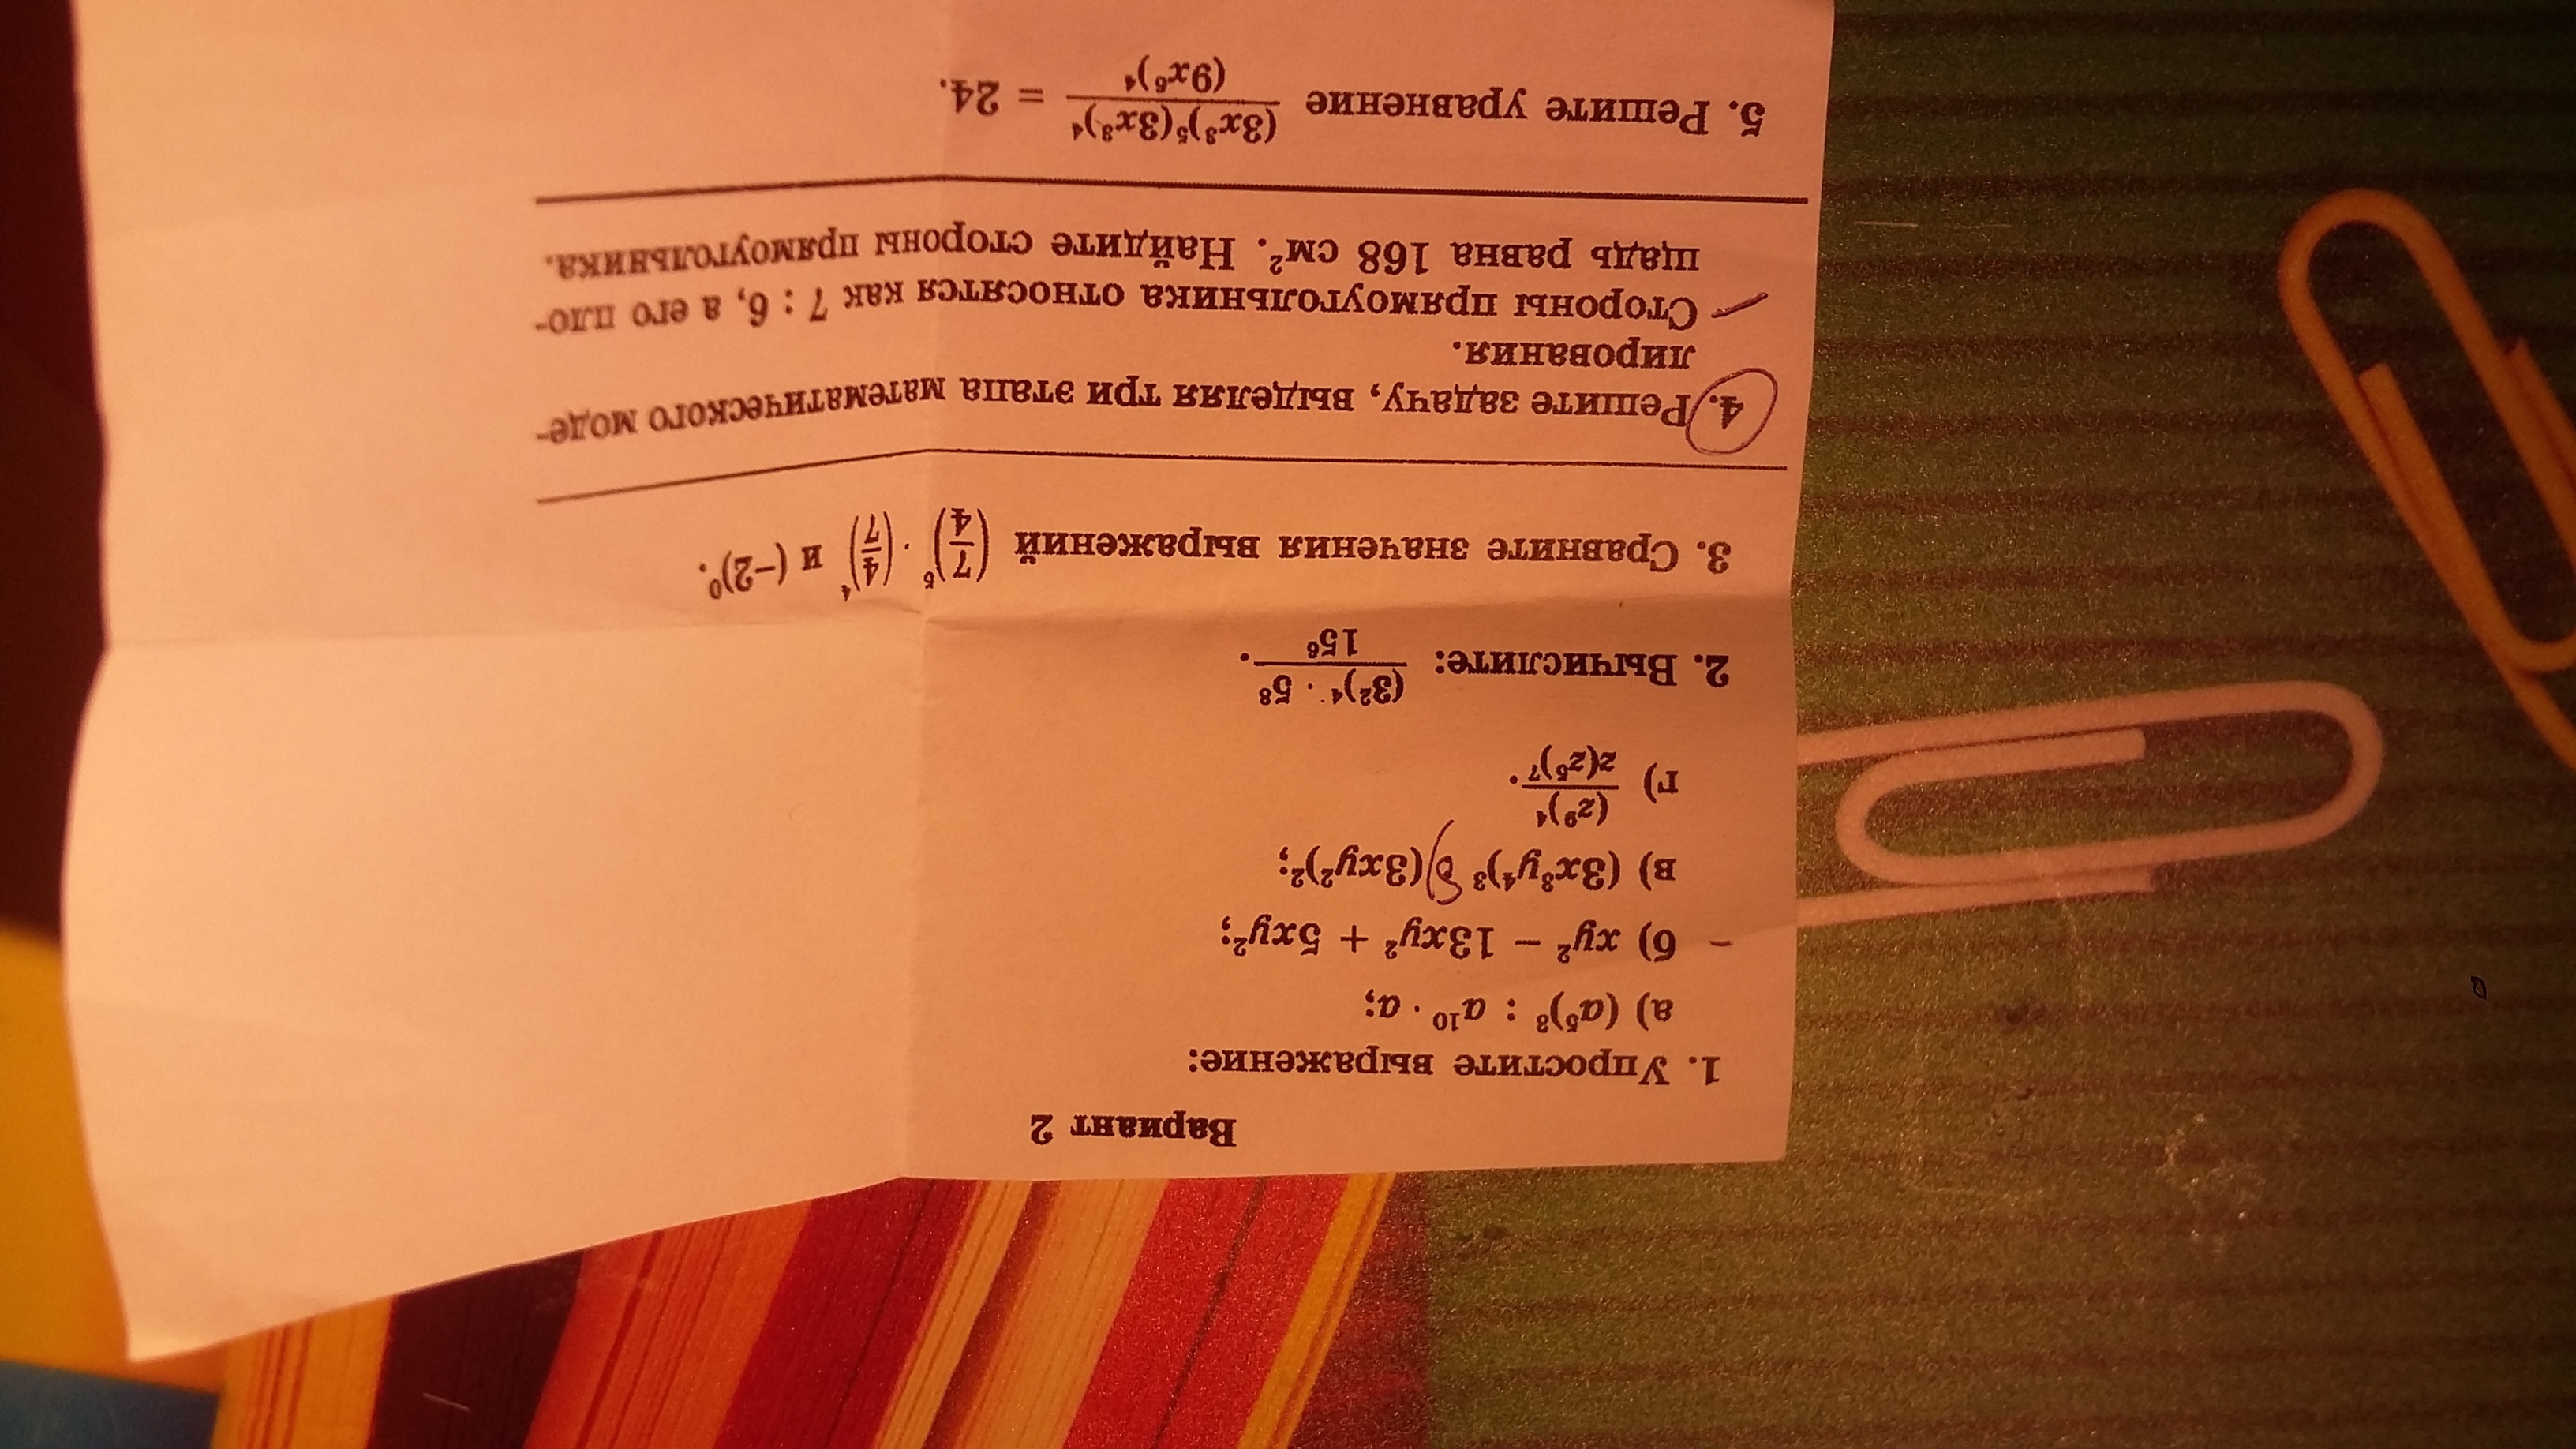 Вариант 2
1. Упростите выражение:
а) (a⁵)³ : a¹⁰ · a;
б) xy² − 13xy² + 5xy²;
в) (3x³y⁴)³ : (3xy²)²;
г) (z⁹)⁴ / z(z⁵)⁷.
2. Вычислите: (3²)⁴ · 5⁸ / 15⁶.
3. Сравните значения выражений (7/4)⁵ · (4/7)⁴ и (−2)⁰.
4. Решите задачу, выделяя три этапа математического моде-
лирования.
Стороны прямоугольника относятся как 7 : 6, а его пло-
щадь равна 168 см². Найдите стороны прямоугольника.
5. Решите уравнение (3x³)⁵(3x³)⁴ / (9x⁶)⁴ = 24.